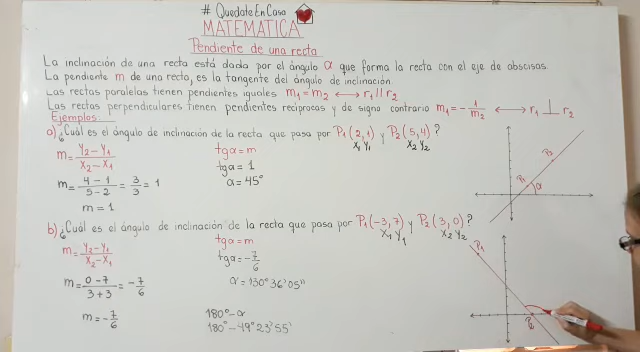 # QuedateEnCasa
MATEMATICA
Pendiente de una recta
La inclinación de una recta está dada por el ángulo α que forma la recta con el eje de abscisas.
La pendiente m de una recta, es la tangente del ángulo de inclinación.
Las rectas paralelas tienen pendientes iguales m₁=m₂ ⟷ r₁ // r₂
Las rectas perpendiculares tienen pendientes recíprocas y de signo contrario m₁=-1/m₂ ⟷ r₁ ⊥ r₂
Ejemplos:
a) ¿Cuál es el ángulo de inclinación de la recta que pasa por P₁(2,1) y P₂(5,4)?
X₁ Y₁ X₂ Y₂
m= Y₂-Y₁/X₂-X₁
tgα=m
m= 4-1/5-2 = 3/3 = 1
tgα=1
m=1
α=45°
P₁
P₂
α
b) ¿Cuál es el ángulo de inclinación de la recta que pasa por P₁(-3,7) y P₂(3,0)?
X₁ Y₁ X₂ Y₂
m= Y₂-Y₁/X₂-X₁
tgα=m
tgα=-7/6
m= 0-7/3+3 = -7/6
α=130°36'05''
m=-7/6
180°-α
180°-49°23'55''
P₁
P₂